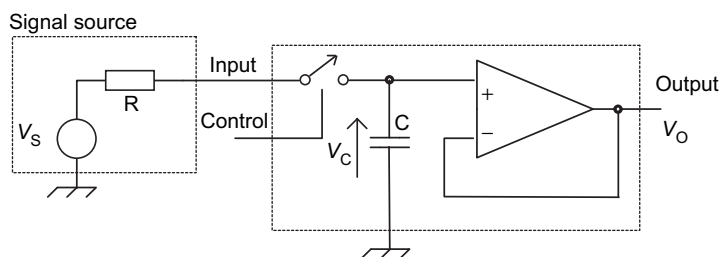 Signal source
Input
Output
R
+
Control
C
V_S
V_C
−
V_O